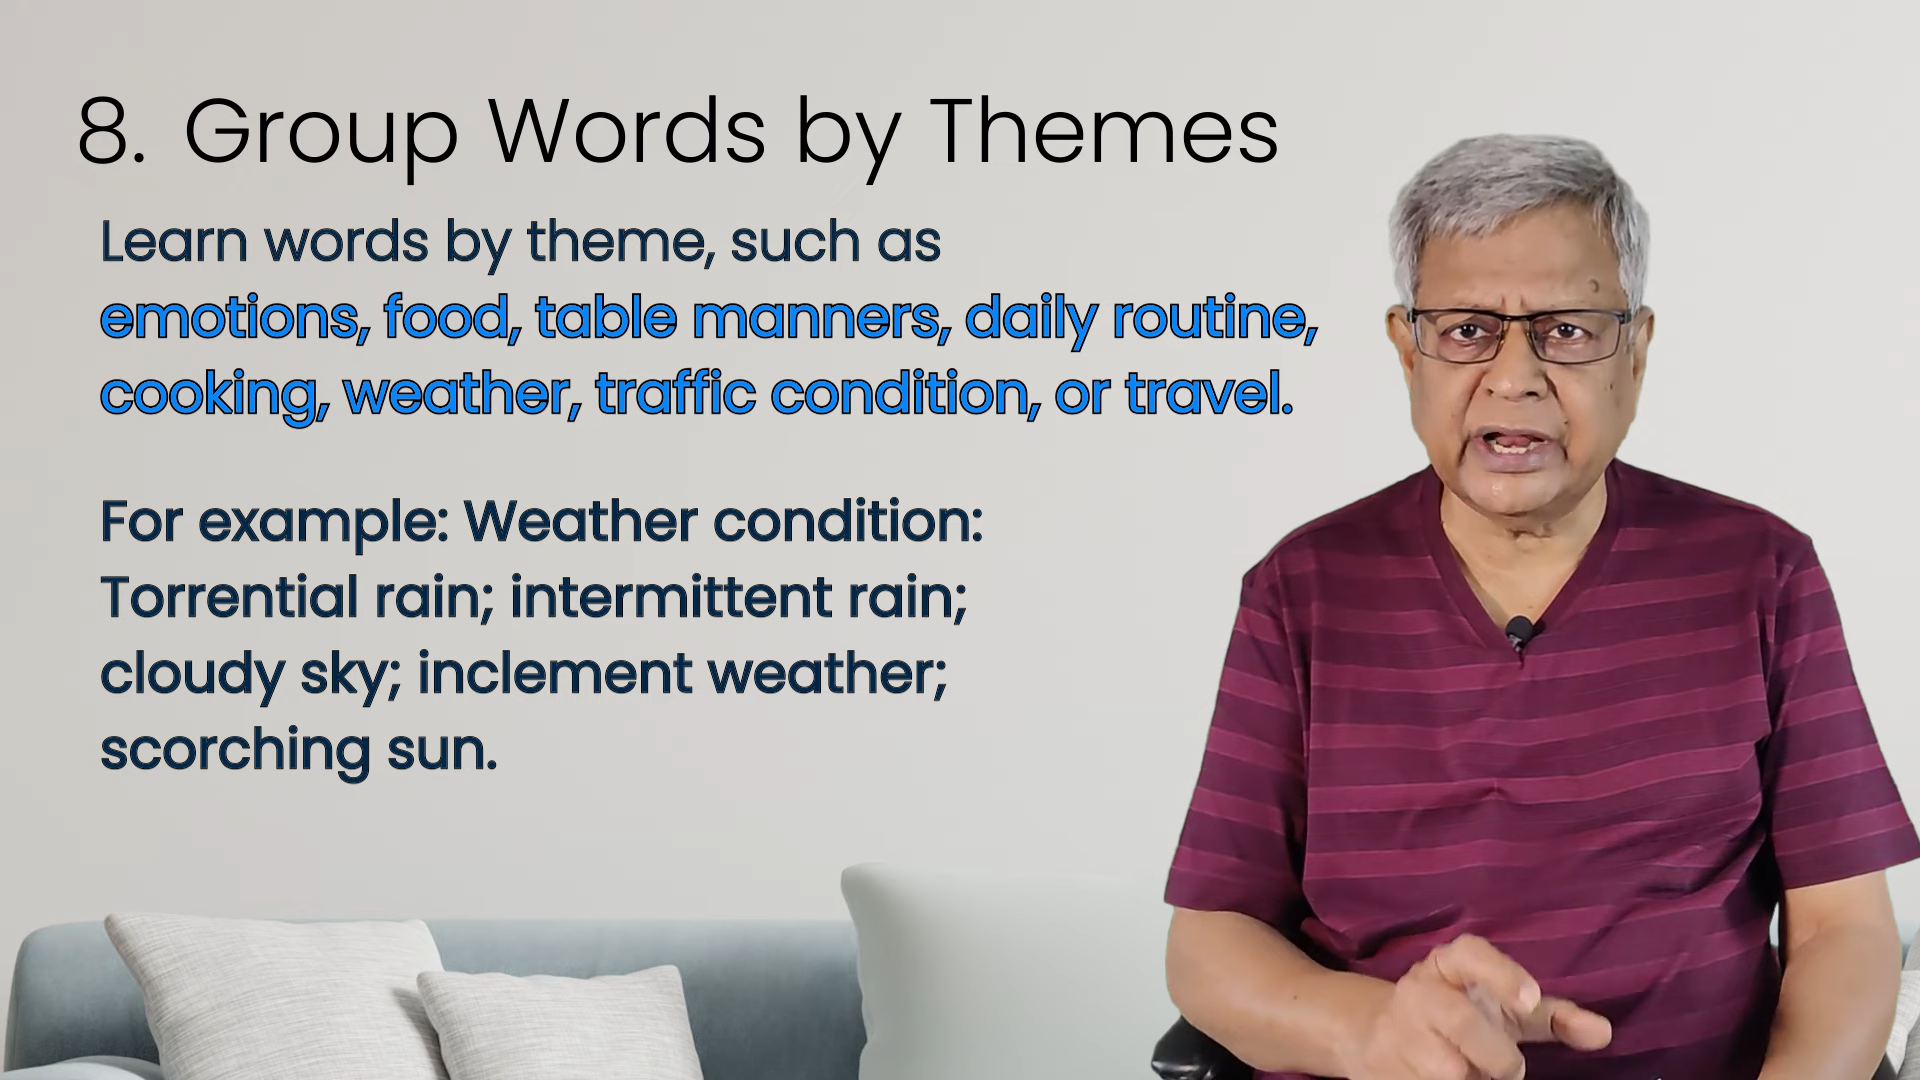 8. Group Words by Themes
Learn words by theme, such as
emotions, food, table manners, daily routine,
cooking, weather, traffic condition, or travel.
For example: Weather condition:
Torrential rain; intermittent rain;
cloudy sky; inclement weather;
scorching sun.